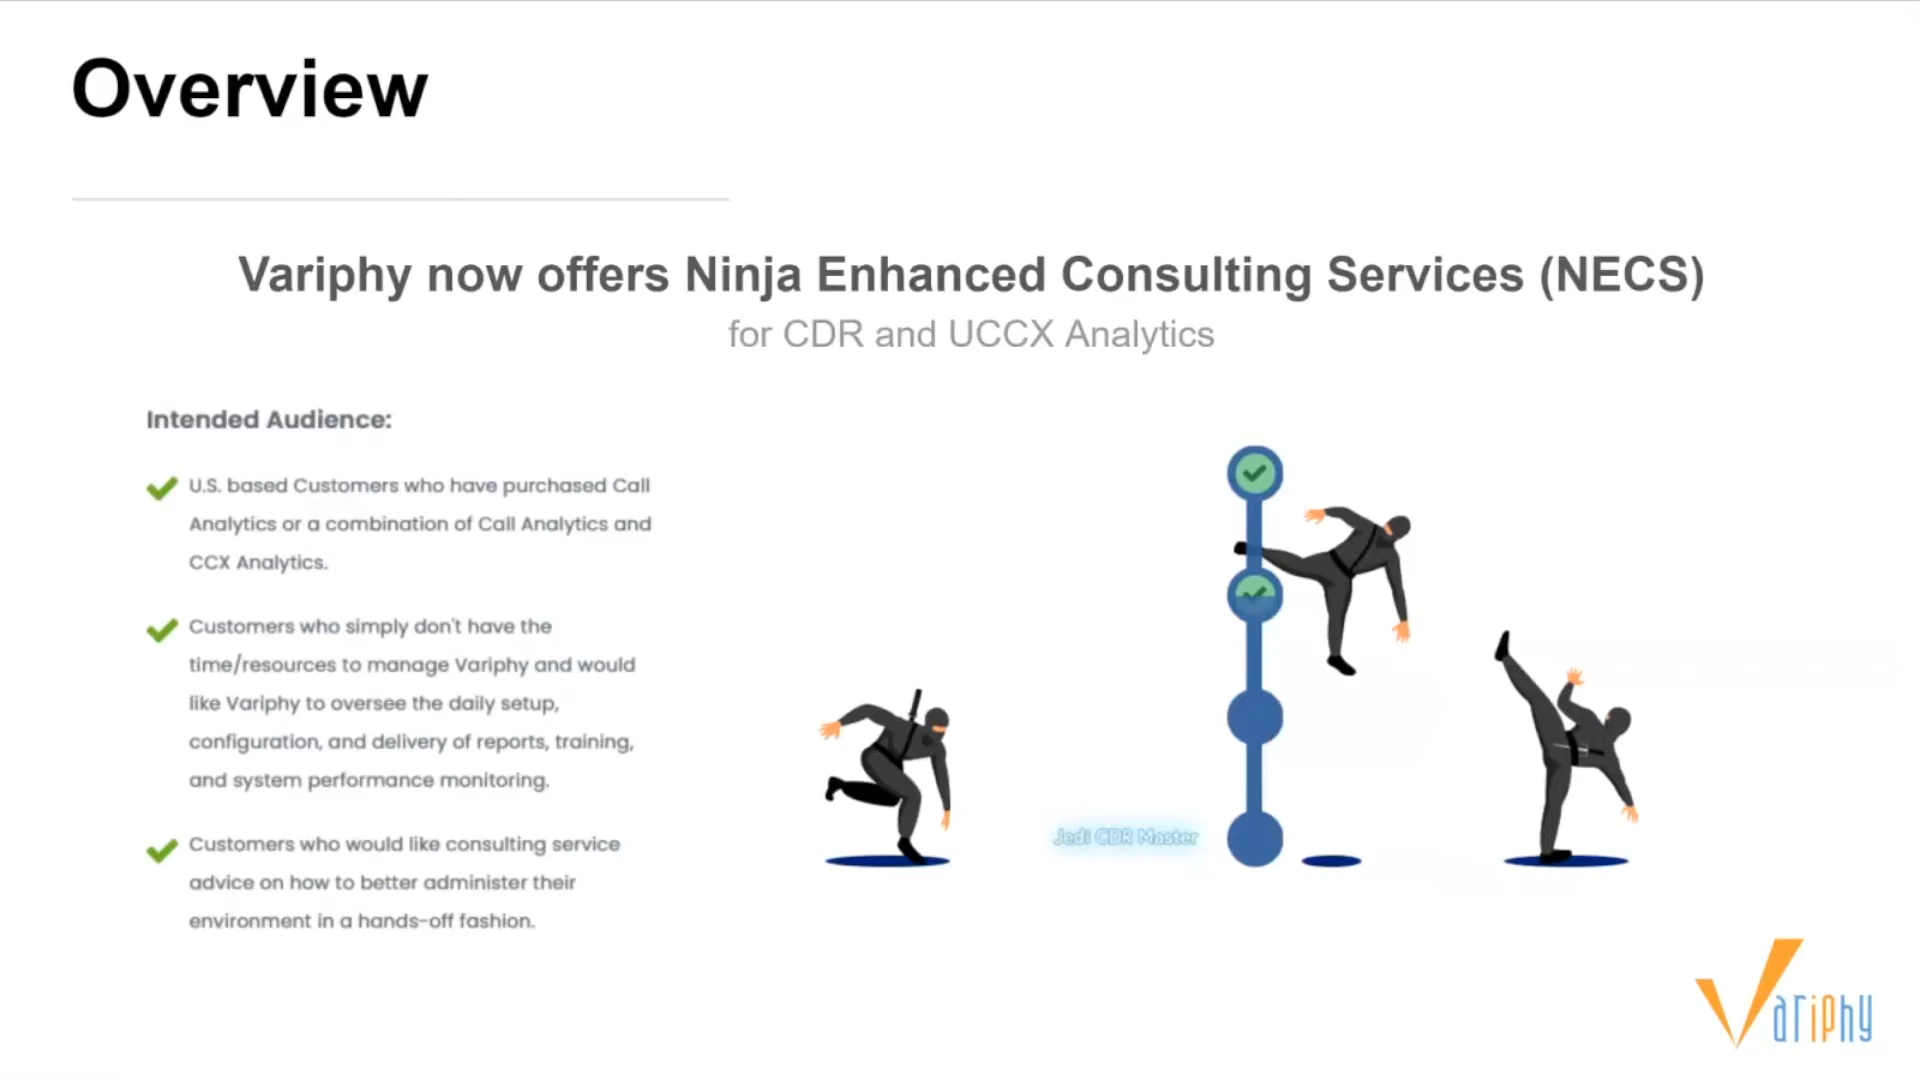 Overview
Variphy now offers Ninja Enhanced Consulting Services (NECS)
for CDR and UCCX Analytics
Intended Audience:
U.S. based Customers who have purchased Call
Analytics or a combination of Call Analytics and
CCX Analytics.
Customers who simply don't have the
time/resources to manage Variphy and would
like Variphy to oversee the daily setup,
configuration, and delivery of reports, training,
and system performance monitoring.
Customers who would like consulting service
advice on how to better administer their
environment in a hands-off fashion.
Jedi CDR Master
Variphy